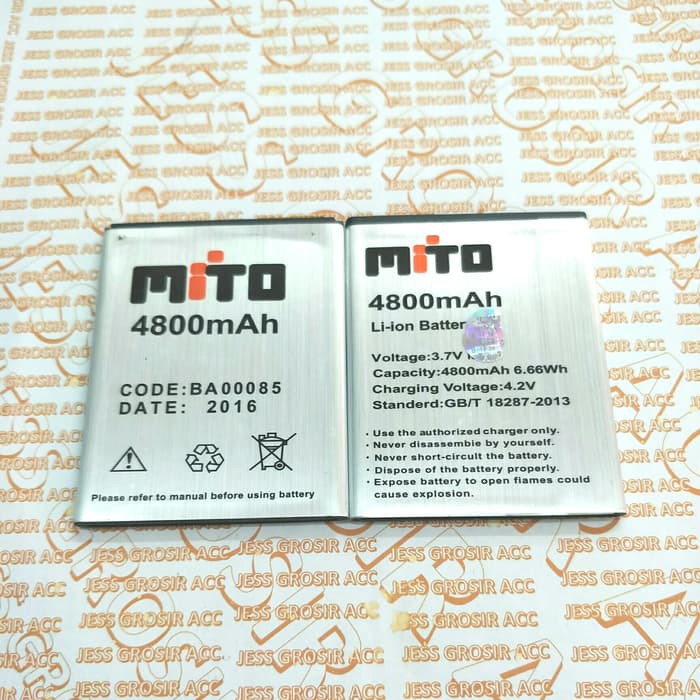 MiTO
4800mAh
CODE:BA00085
DATE: 2016
Please refer to manual before using battery
MiTO
4800mAh
Li-ion Batter
Voltage:3.7V
Capacity:4800mAh 6.66Wh
Charging Voltage:4.2V
Standerd:GB/T 18287-2013
· Use the authorized charger only.
· Never disassembie by yourself.
· Never short-circuit the battery.
· Dispose of the battery properly.
· Expose battery to open fiames could
cause explosion.
JESS GROSIR ACC